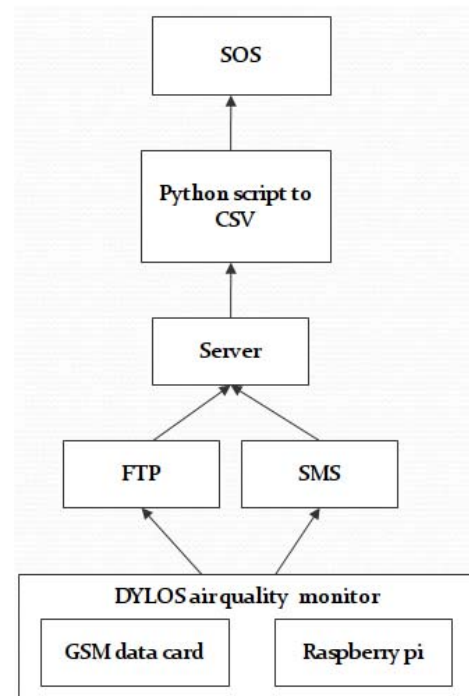 SOS
Python script to
CSV
Server
FTP
SMS
DYLOS air quality monitor
GSM data card
Raspberry pi